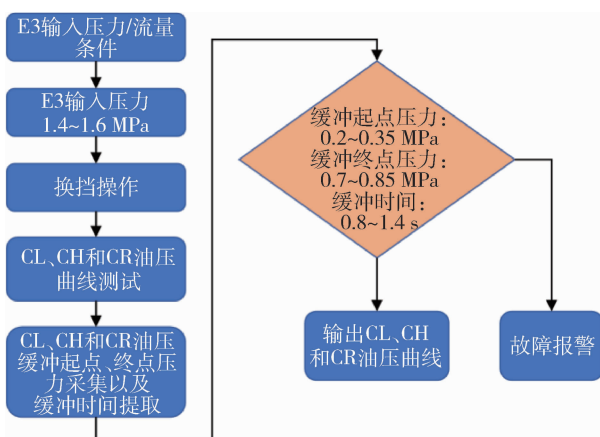 E3输入压力/流量
条件
E3输入压力
1.4~1.6 MPa
换挡操作
CL、CH和CR油压
曲线测试
CL、CH和CR油压
缓冲起点、终点压
力采集以及
缓冲时间提取
缓冲起点压力：
0.2~0.35 MPa
缓冲终点压力：
0.7~0.85 MPa
缓冲时间：
0.8~1.4 s
输出CL、CH
和CR油压曲线
故障报警